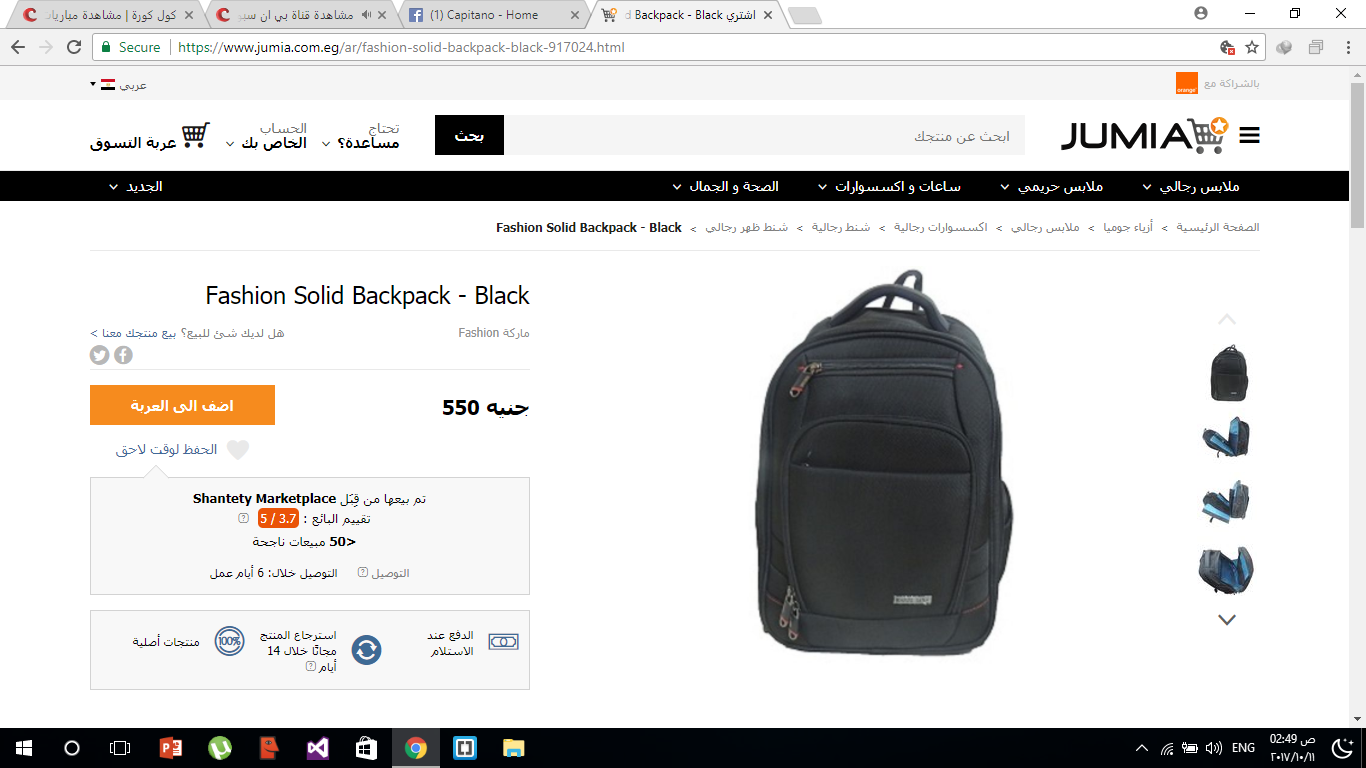 كول كورة | مشاهدة مباريات
مشاهدة قناة بي ان سبو
(1) Capitano - Home
اشتري Backpack - Black
Secure
https://www.jumia.com.eg/ar/fashion-solid-backpack-black-917024.html
بالشراكة مع
orange
عربي
JUMIA
ابحث عن منتجك
بحث
تحتاج
مساعدة؟
الحساب
الخاص بك
عربة التسوق
ملابس رجالي
ملابس حريمي
ساعات و اكسسوارات
الصحة و الجمال
الجديد
الصفحة الرئيسية > أزياء جوميا > ملابس رجالي > اكسسوارات رجالية > شنط رجالية > شنط ظهر رجالي > Fashion Solid Backpack - Black
Fashion Solid Backpack - Black
ماركة Fashion
هل لديك شئ للبيع؟ بيع منتجك معنا >
جنيه 550
اضف الى العربة
الحفظ لوقت لاحق
تم بيعها من قِبَل Shantety Marketplace
تقييم البائع : 3.7 / 5 ?
<50 مبيعات ناجحة
التوصيل ? التوصيل خلال: 6 أيام عمل
الدفع عند
الاستلام
استرجاع المنتج
مجانًا خلال 14
أيام ?
100%
منتجات أصلية
ENG
02:49 ص
٢٠١٧/١٠/١١